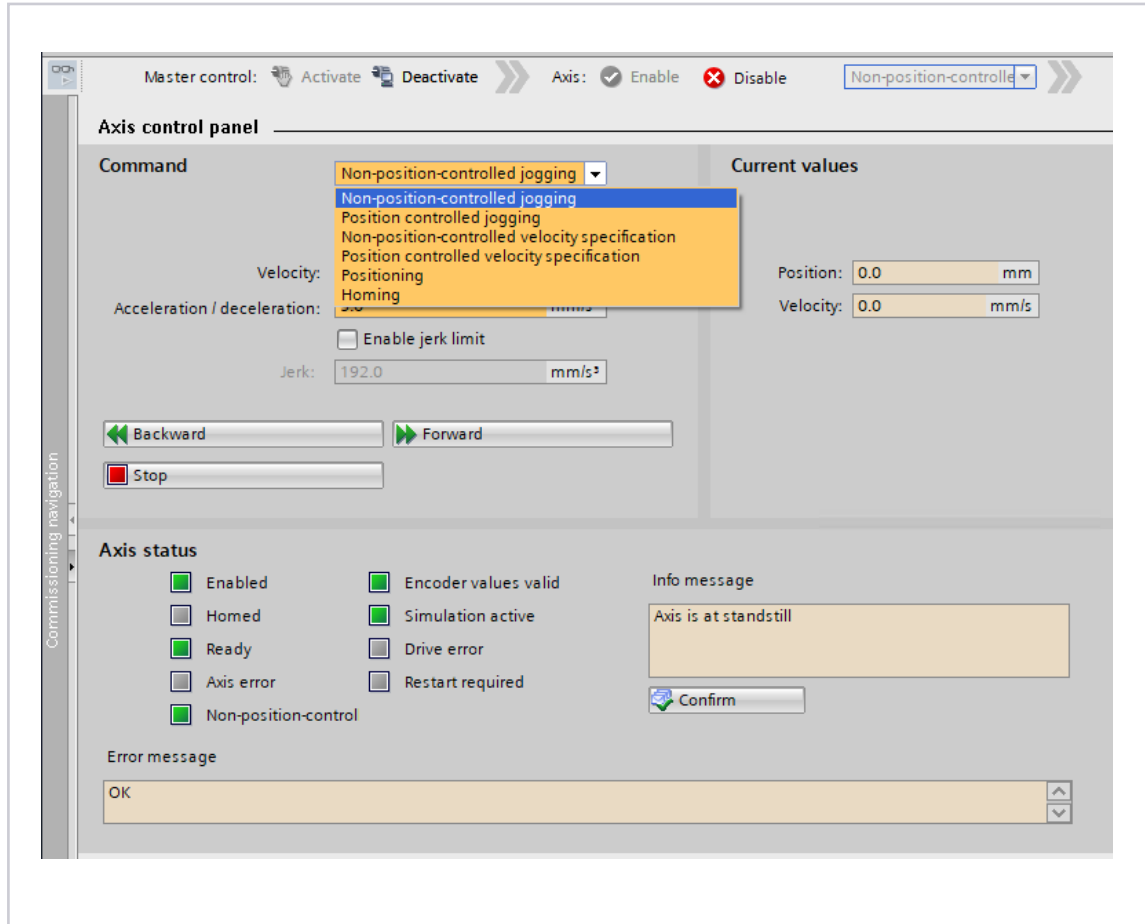 Master control: Activate Deactivate Axis: Enable Disable Non-position-controlle
Axis control panel
Command
Non-position-controlled jogging
Non-position-controlled jogging
Position controlled jogging
Non-position-controlled velocity specification
Position controlled velocity specification
Positioning
Homing
Velocity:
Acceleration / deceleration:
Enable jerk limit
Jerk: 192.0 mm/s³
Backward Forward
Stop
Current values
Position: 0.0 mm
Velocity: 0.0 mm/s
Commissioning navigation
Axis status
Enabled Encoder values valid
Homed Simulation active
Ready Drive error
Axis error Restart required
Non-position-control
Info message
Axis is at standstill
Confirm
Error message
OK